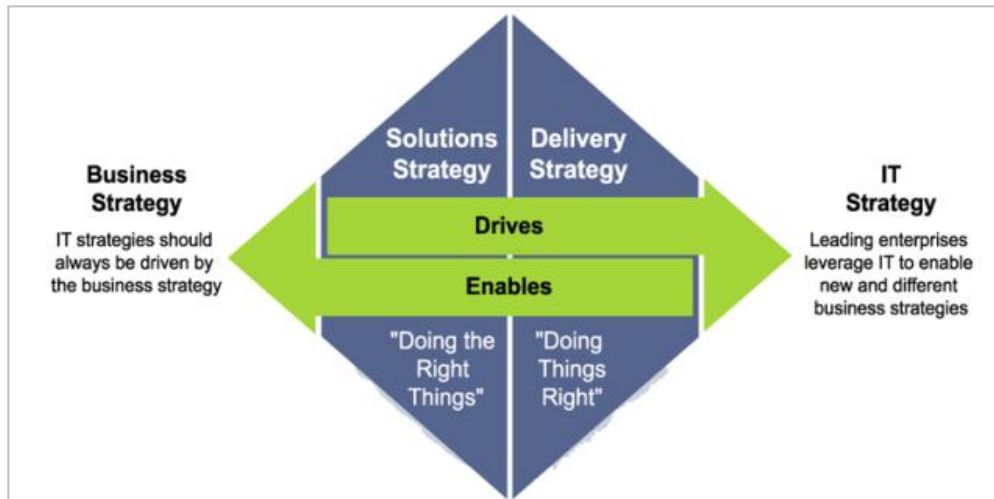 Business
Strategy
IT strategies should
always be driven by
the business strategy
Solutions
Strategy
Delivery
Strategy
Drives
Enables
"Doing the
Right
Things"
"Doing
Things
Right"
IT
Strategy
Leading enterprises
leverage IT to enable
new and different
business strategies